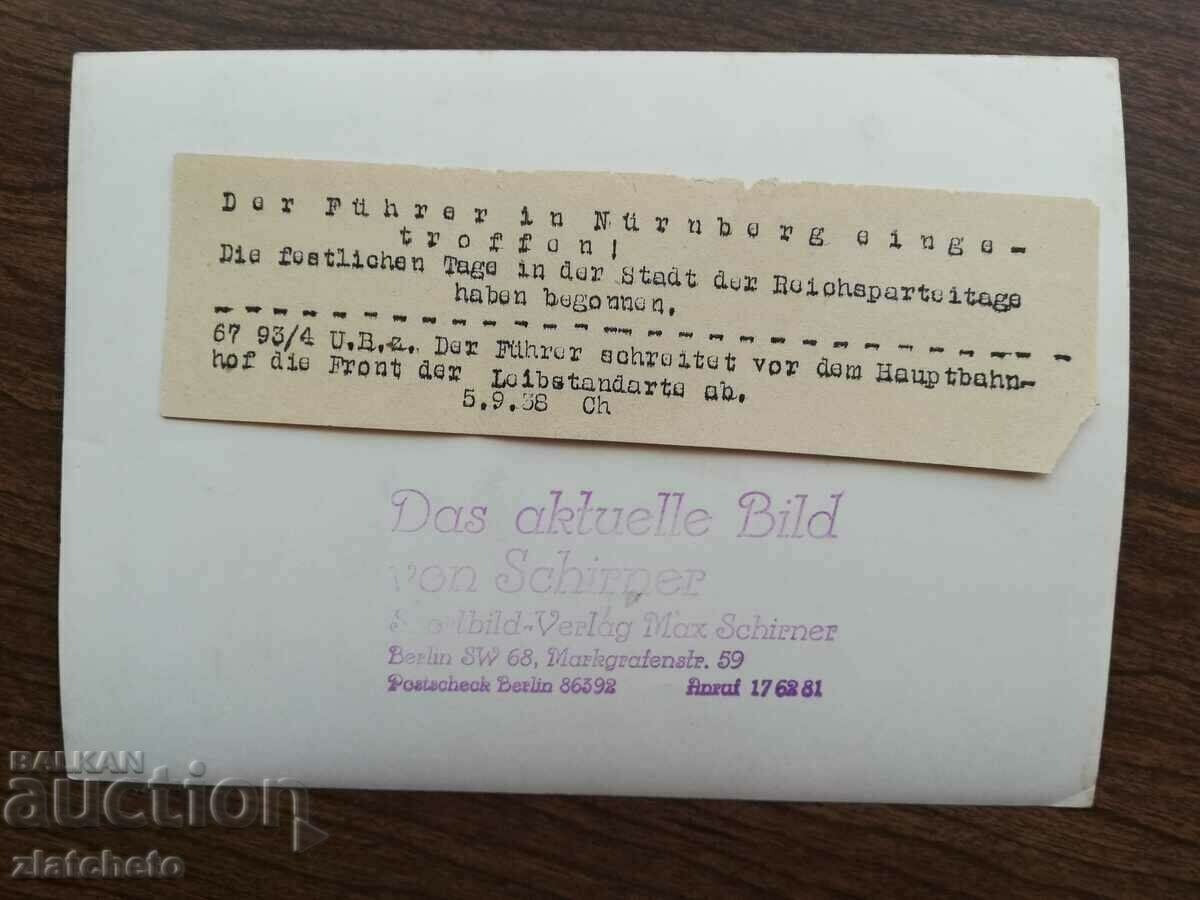 Der Führer in Nürnberg einge-
troffen!
Die festlichen Tage in der Stadt der Reichsparteitage
haben begonnen.
67 93/4 U.B.z. Der Führer schreitet vor dem Hauptbahn-
hof die Front der Leibstandarte ab.
5.9.38 Ch
Das aktuelle Bild
von Schirner
Max Schirner
Berlin SW 68, Markgrafenstr. 59
Postscheck Berlin 86392 Anruf 176281
BALKAN
auction
zlatcheto